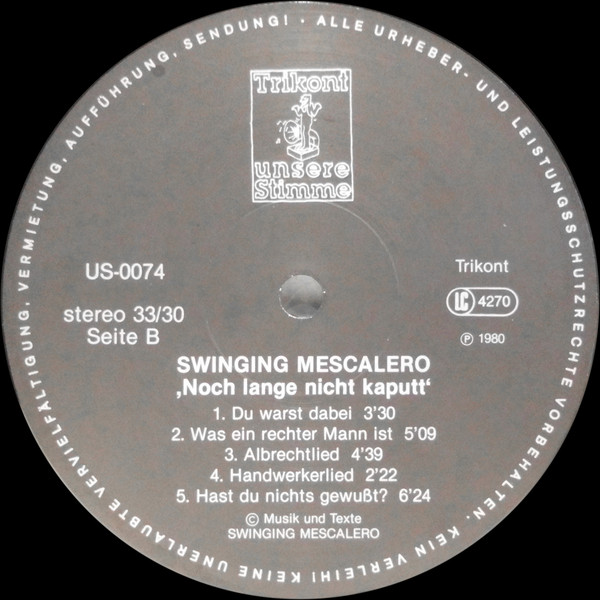 · ALLE URHEBER- UND LEISTUNGSSCHUTZRECHTE VORBEHALTEN. KEIN VERLEIH! KEINE UNERLAUBTE VERVIELFÄLTIGUNG, VERMIETUNG, AUFFÜHRUNG, SENDUNG!
Trikont
unsere
Stimme
US-0074
stereo 33/30
Seite B
Trikont
LC 4270
Ⓟ 1980
SWINGING MESCALERO
‚Noch lange nicht kaputt‘
1. Du warst dabei 3'30
2. Was ein rechter Mann ist 5'09
3. Albrechtlied 4'39
4. Handwerkerlied 2'22
5. Hast du nichts gewußt? 6'24
© Musik und Texte
SWINGING MESCALERO